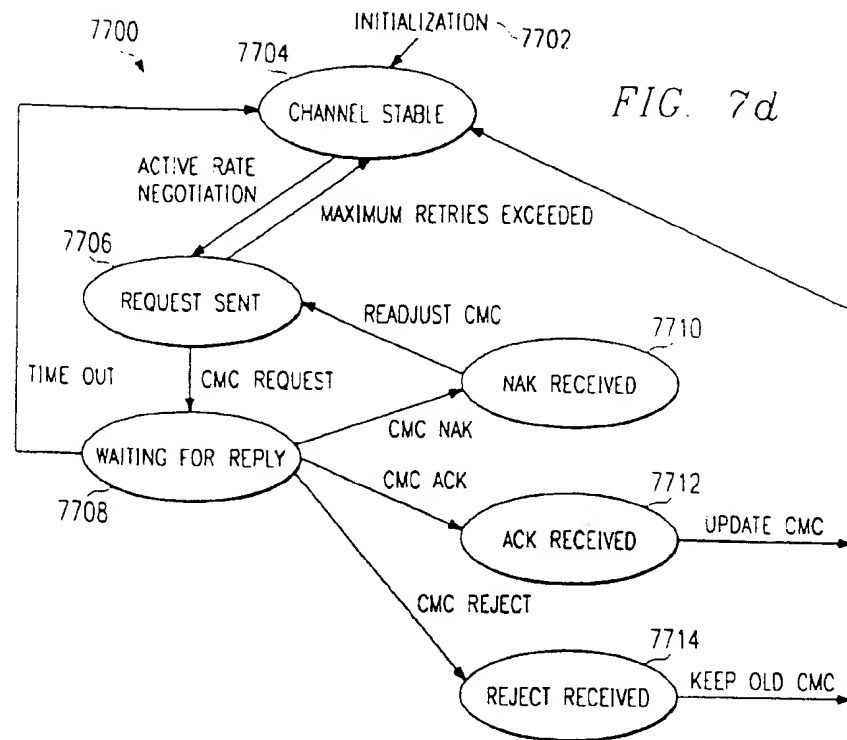 INITIALIZATION
7702
7700
7704
FIG. 7d
CHANNEL STABLE
ACTIVE RATE
NEGOTIATION
MAXIMUM RETRIES EXCEEDED
7706
REQUEST SENT
READJUST CMC
7710
NAK RECEIVED
TIME OUT
CMC REQUEST
CMC NAK
WAITING FOR REPLY
7708
CMC ACK
7712
ACK RECEIVED
UPDATE CMC
CMC REJECT
7714
REJECT RECEIVED
KEEP OLD CMC